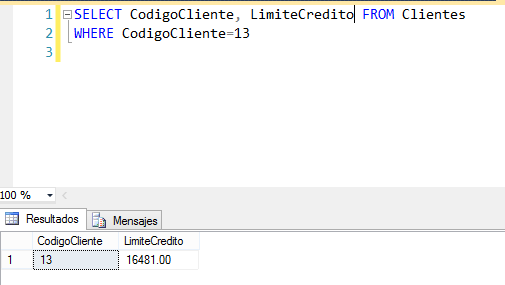 1 SELECT CodigoCliente, LimiteCredito FROM Clientes
2 WHERE CodigoCliente=13
3
100 %
Resultados Mensajes
CodigoCliente LimiteCredito
1 13 16481.00